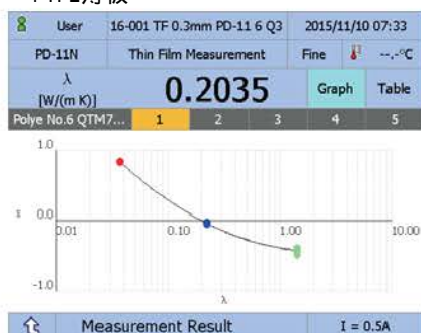 User 16-001 TF 0.3mm PD-11 6 Q3 2015/11/10 07:33
PD-11N Thin Film Measurement Fine --.-°C
λ [W/(m K)] 0.2035 Graph Table
Polye No.6 QTM7... 1 2 3 4 5
1.0
0.0
0.01 0.10 1.00 10.00
-1.0
ε
λ
Measurement Result I = 0.5A